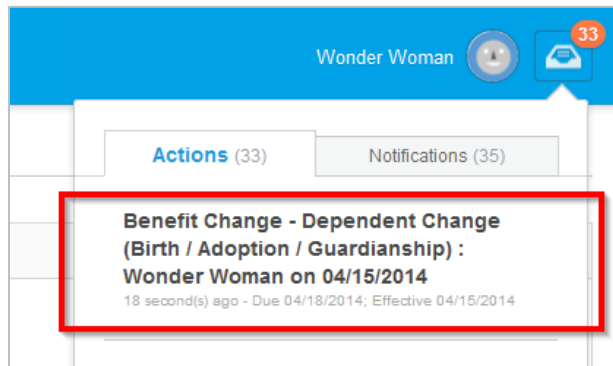 Wonder Woman
33
Actions (33)
Notifications (35)
Benefit Change - Dependent Change
(Birth / Adoption / Guardianship) :
Wonder Woman on 04/15/2014
18 second(s) ago - Due 04/18/2014; Effective 04/15/2014